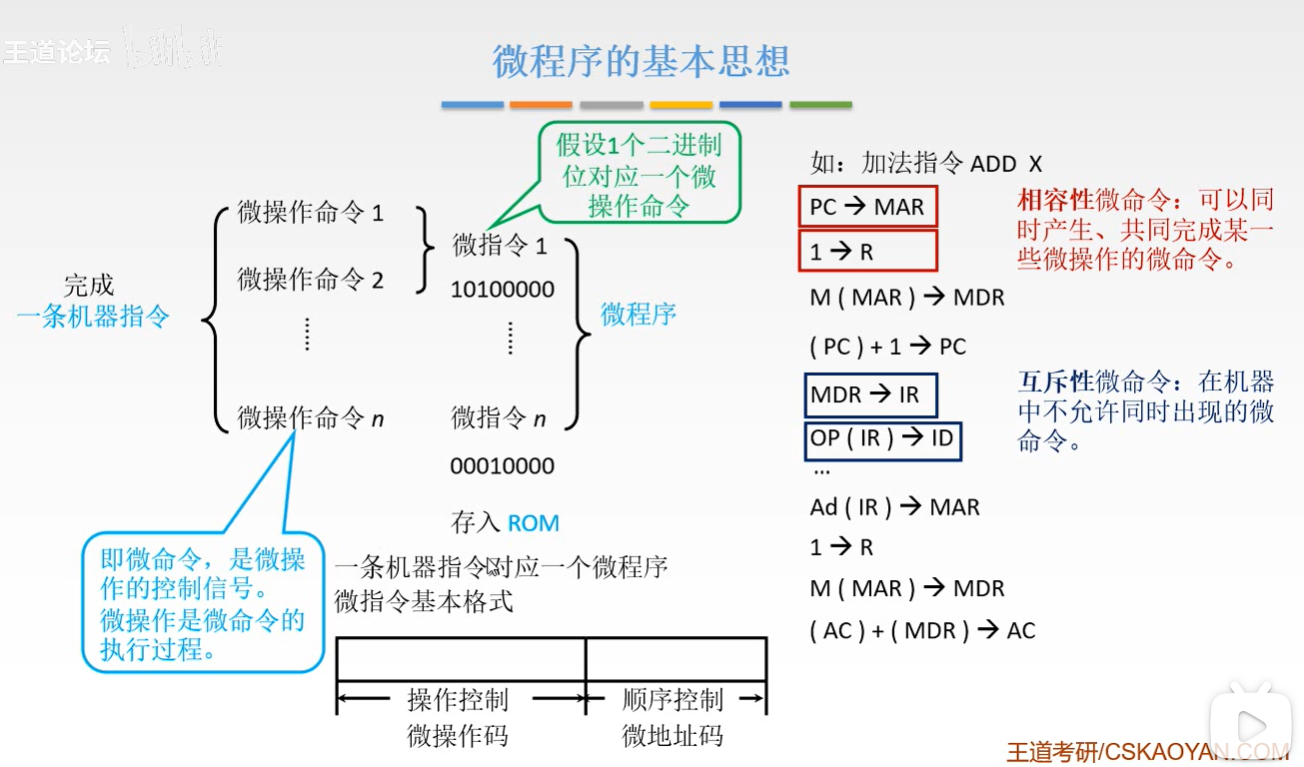 王道论坛
bilibili
微程序的基本思想
假设1个二进制
位对应一个微
操作命令
完成
一条机器指令
微操作命令 1
微操作命令 2
微操作命令 n
微指令 1
10100000
微指令 n
00010000
微程序
存入 ROM
即微命令，是微操
作的控制信号。
微操作是微命令的
执行过程。
一条机器指令对应一个微程序
微指令基本格式
操作控制
微操作码
顺序控制
微地址码
如：加法指令 ADD X
PC → MAR
1 → R
M ( MAR ) → MDR
( PC ) + 1 → PC
MDR → IR
OP ( IR ) → ID
...
Ad ( IR ) → MAR
1 → R
M ( MAR ) → MDR
( AC ) + ( MDR ) → AC
相容性微命令：可以同
时产生、共同完成某一
些微操作的微命令。
互斥性微命令：在机器
中不允许同时出现的微
命令。
王道考研/CSKAOYAN.COM